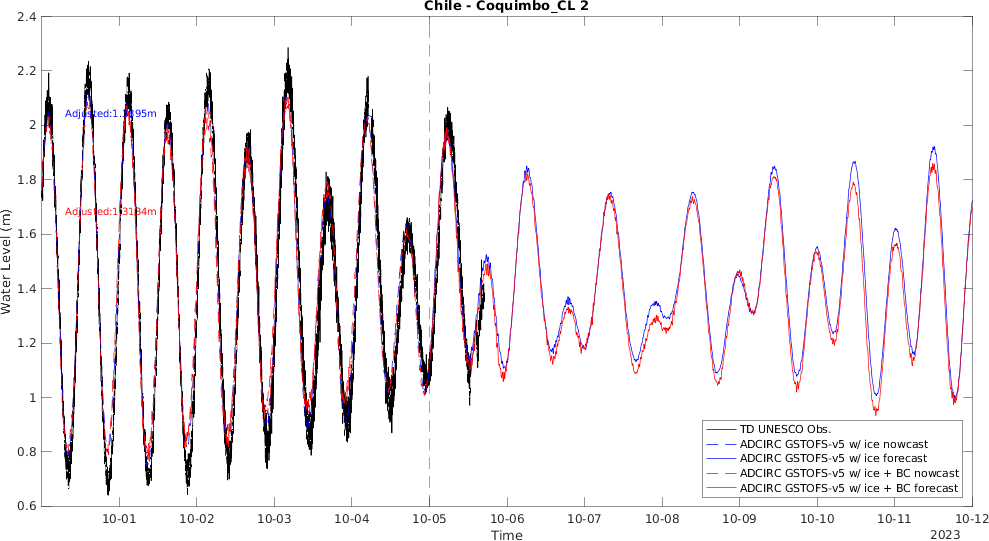 Chile - Coquimbo_CL 2
2.4
2.2
2
1.8
1.6
1.4
1.2
1
0.8
0.6
Water Level (m)
Adjusted:1.3184m
10-01
10-02
10-03
10-04
10-05
10-06
10-07
10-08
10-09
10-10
10-11
10-12
Time
2023
TD UNESCO Obs.
ADCIRC GSTOFS-v5 w/ ice nowcast
ADCIRC GSTOFS-v5 w/ ice forecast
ADCIRC GSTOFS-v5 w/ ice + BC nowcast
ADCIRC GSTOFS-v5 w/ ice + BC forecast